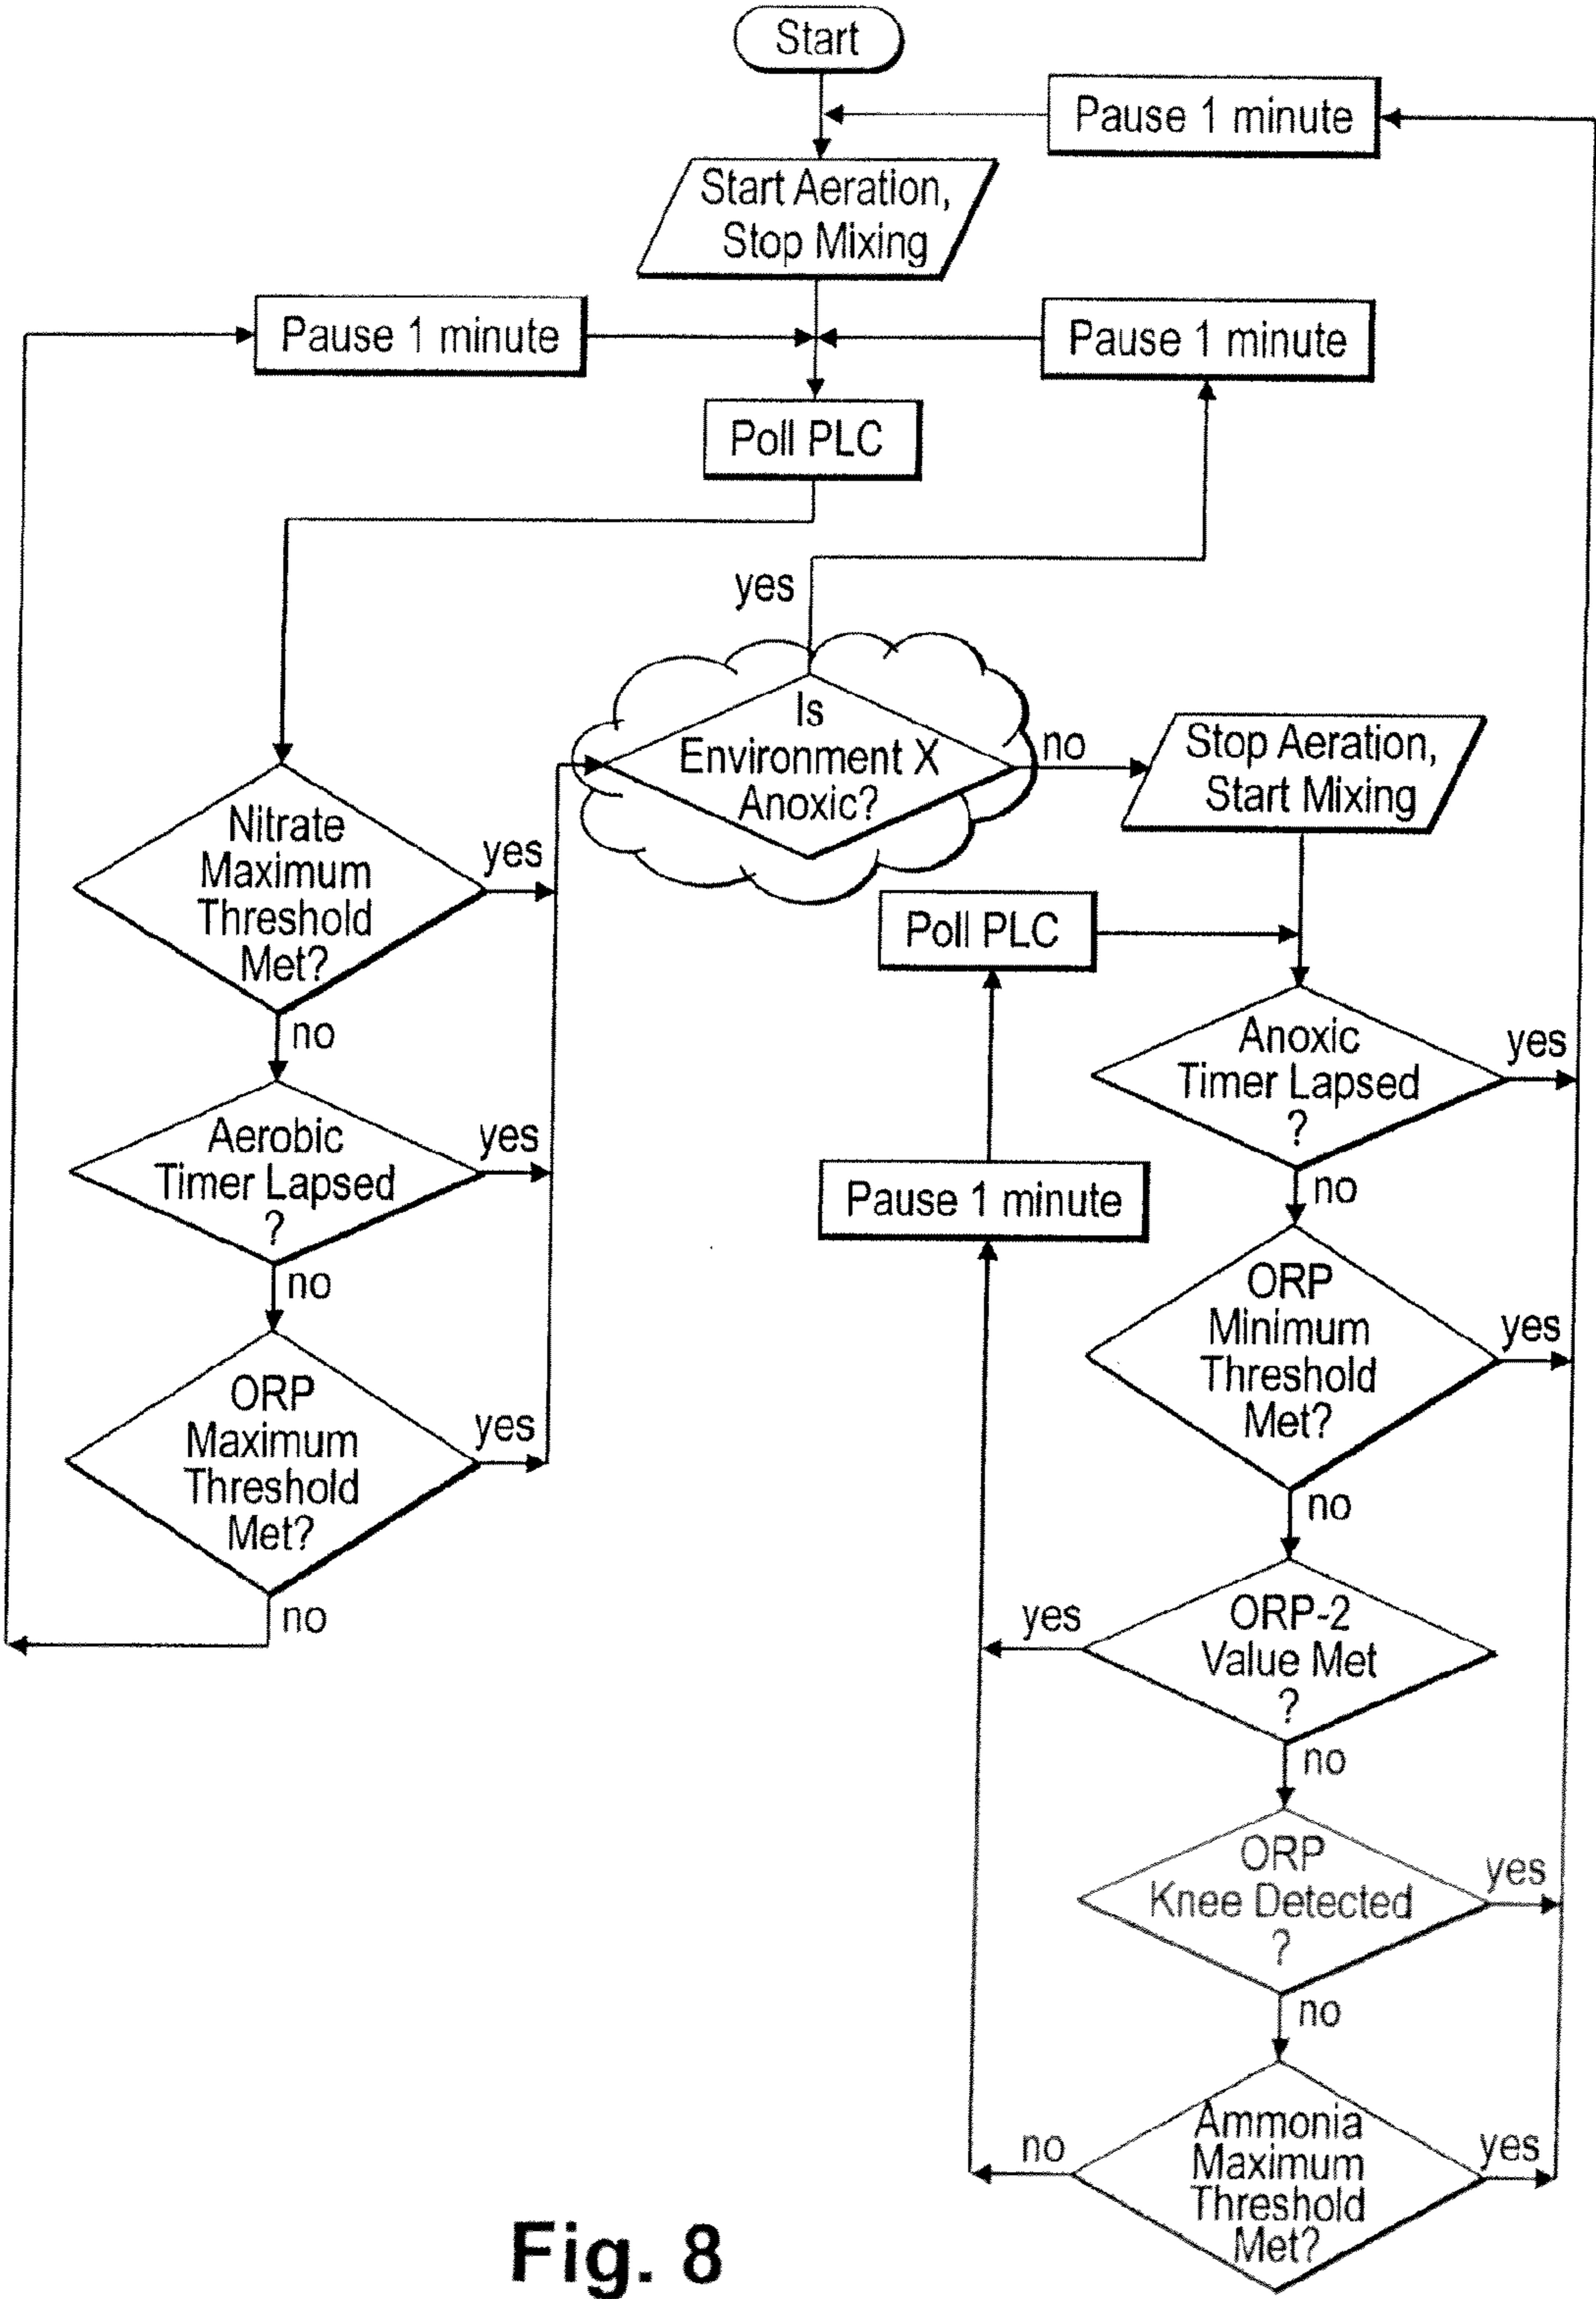 Start
Pause 1 minute
Start Aeration,
Stop Mixing
Pause 1 minute
Pause 1 minute
Poll PLC
yes
Is
Environment X
Anoxic?
no
Stop Aeration,
Start Mixing
Nitrate
Maximum
Threshold
Met?
yes
no
Aerobic
Timer Lapsed
?
yes
no
ORP
Maximum
Threshold
Met?
yes
no
Poll PLC
Pause 1 minute
Anoxic
Timer Lapsed
?
yes
no
ORP
Minimum
Threshold
Met?
yes
no
ORP-2
Value Met
?
yes
no
ORP
Knee Detected
?
yes
no
Ammonia
Maximum
Threshold
Met?
no
yes
Fig. 8